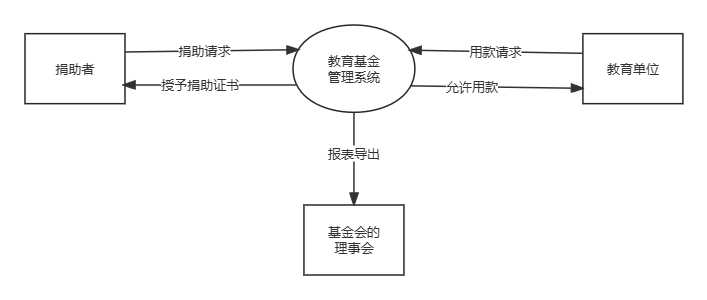 捐助请求
教育基金
管理系统
用款请求
捐助者
教育单位
授予捐助证书
允许用款
报表导出
基金会的
理事会